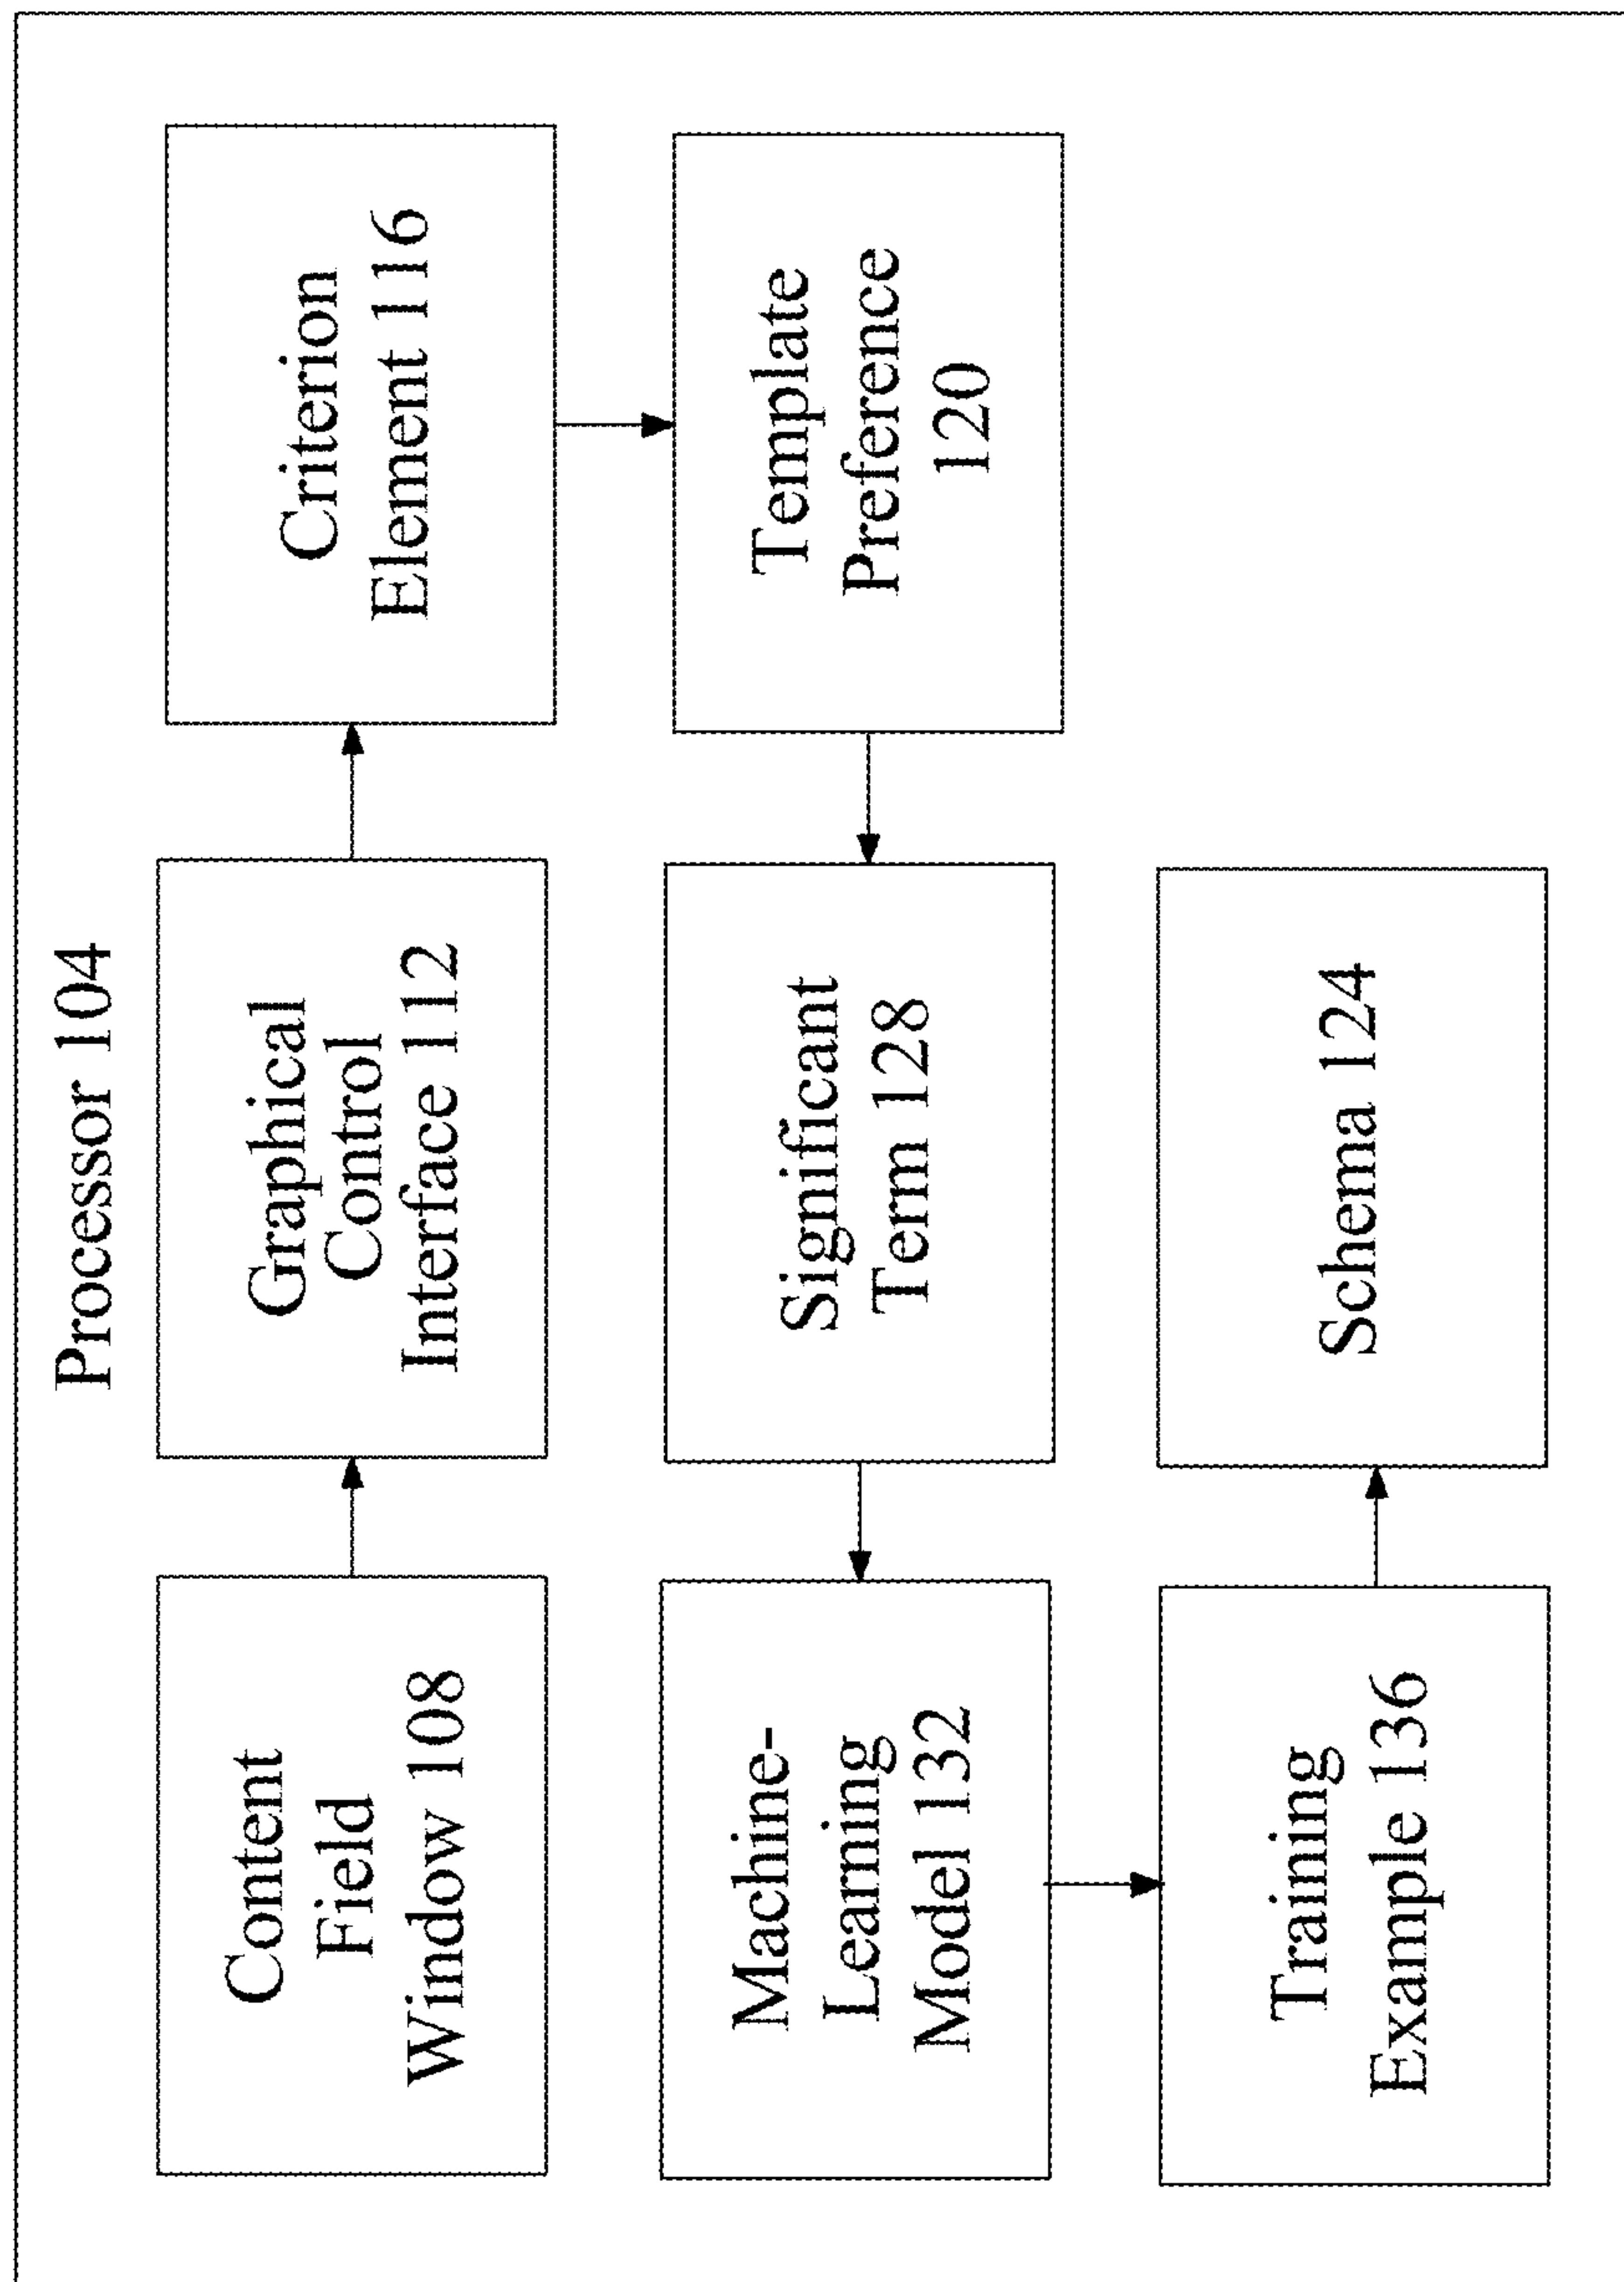 Processor 104
Content
Field
Window 108
Graphical
Control
Interface 112
Criterion
Element 116
Machine-
Learning
Model 132
Significant
Term 128
Template
Preference
120
Training
Example 136
Schema 124